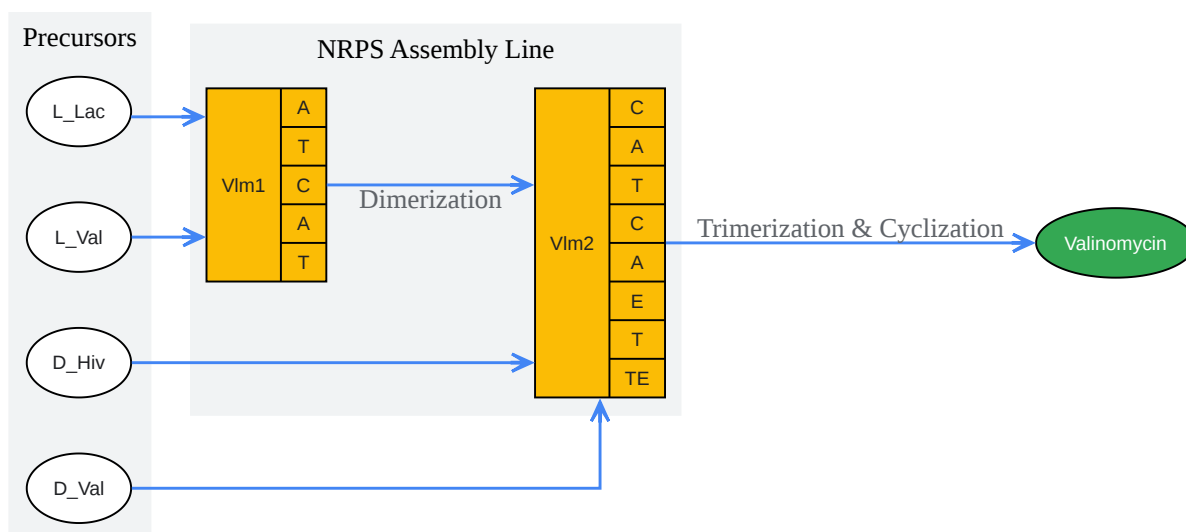 Precursors
NRPS Assembly Line
L_Lac
L_Val
D_Hiv
D_Val
Vlm1
A
T
C
A
T
Dimerization
Vlm2
C
A
T
C
A
E
T
TE
Trimerization & Cyclization
Valinomycin